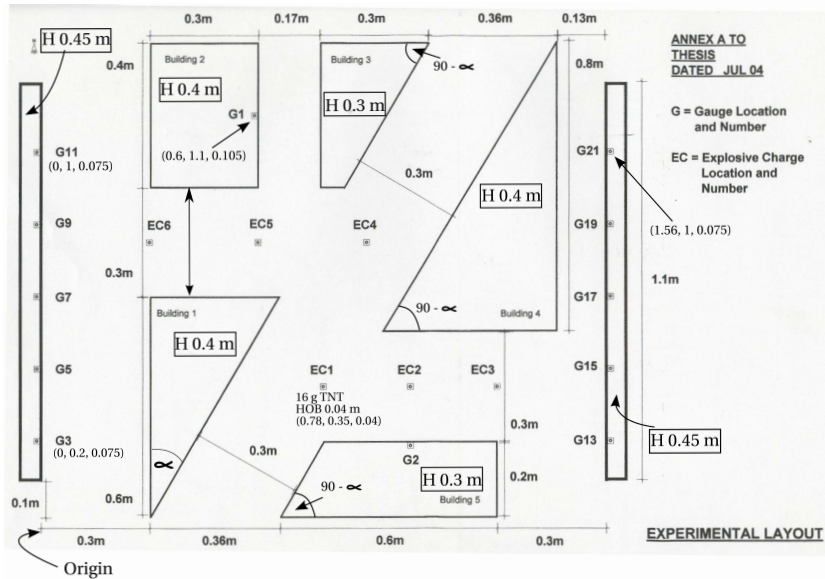 0.3m
0.17m
0.3m
0.36m
0.13m
H 0.45 m
0.4m
Building 2
H 0.4 m
G1
(0.6, 1.1, 0.105)
Building 3
90 - ∝
H 0.3 m
0.3m
H 0.4 m
0.8m
ANNEX A TO
THESIS
DATED JUL 04
G = Gauge Location
and Number
EC = Explosive Charge
Location and
Number
G11
(0, 1, 0.075)
G21
(1.56, 1, 0.075)
G9
EC6
EC5
EC4
G19
0.3m
G7
Building 1
H 0.4 m
90 - ∝
Building 4
G17
1.1m
G5
EC1
EC2
EC3
G15
16 g TNT
HOB 0.04 m
(0.78, 0.35, 0.04)
0.3m
G3
(0, 0.2, 0.075)
∝
0.3m
G2
G13
H 0.45 m
90 - ∝
H 0.3 m
Building 5
0.2m
0.1m
0.6m
0.3m
0.36m
0.6m
0.3m
EXPERIMENTAL LAYOUT
Origin